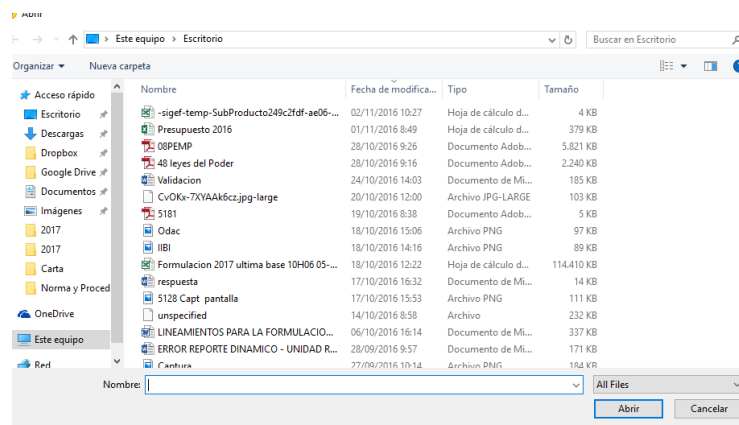 Abrir
Este equipo > Escritorio
Buscar en Escritorio
Organizar
Nueva carpeta
Nombre Fecha de modifica... Tipo Tamaño
Acceso rápido
Escritorio
Descargas
Dropbox
Google Drive
Documentos
Imágenes
2017
2017
Carta
Norma y Proced
OneDrive
Este equipo
Red
-sigef-temp-SubProducto249c2fdf-ae06-... 02/11/2016 10:27 Hoja de cálculo d... 4 KB
Presupuesto 2016 01/11/2016 8:49 Hoja de cálculo d... 379 KB
08PEMP 28/10/2016 9:26 Documento Adob... 5.821 KB
48 leyes del Poder 28/10/2016 9:16 Documento Adob... 2.240 KB
Validacion 24/10/2016 14:03 Documento de Mi... 185 KB
CvOKx-7XYAAk6cz.jpg-large 20/10/2016 12:00 Archivo JPG-LARGE 103 KB
5181 19/10/2016 8:38 Documento Adob... 5 KB
Odac 18/10/2016 15:06 Archivo PNG 97 KB
IIBI 18/10/2016 14:16 Archivo PNG 89 KB
Formulacion 2017 ultima base 10H06 05-... 18/10/2016 12:22 Hoja de cálculo d... 114.410 KB
respuesta 17/10/2016 16:32 Documento de Mi... 14 KB
5128 Capt pantalla 17/10/2016 15:53 Archivo PNG 111 KB
unspecified 14/10/2016 8:58 Archivo 232 KB
LINEAMIENTOS PARA LA FORMULACIO... 06/10/2016 16:14 Documento de Mi... 337 KB
ERROR REPORTE DINAMICO - UNIDAD R... 28/09/2016 9:57 Documento de Mi... 171 KB
Captura 27/09/2016 10:14 Archivo PNG 184 KB
Nombre:
All Files
Abrir
Cancelar